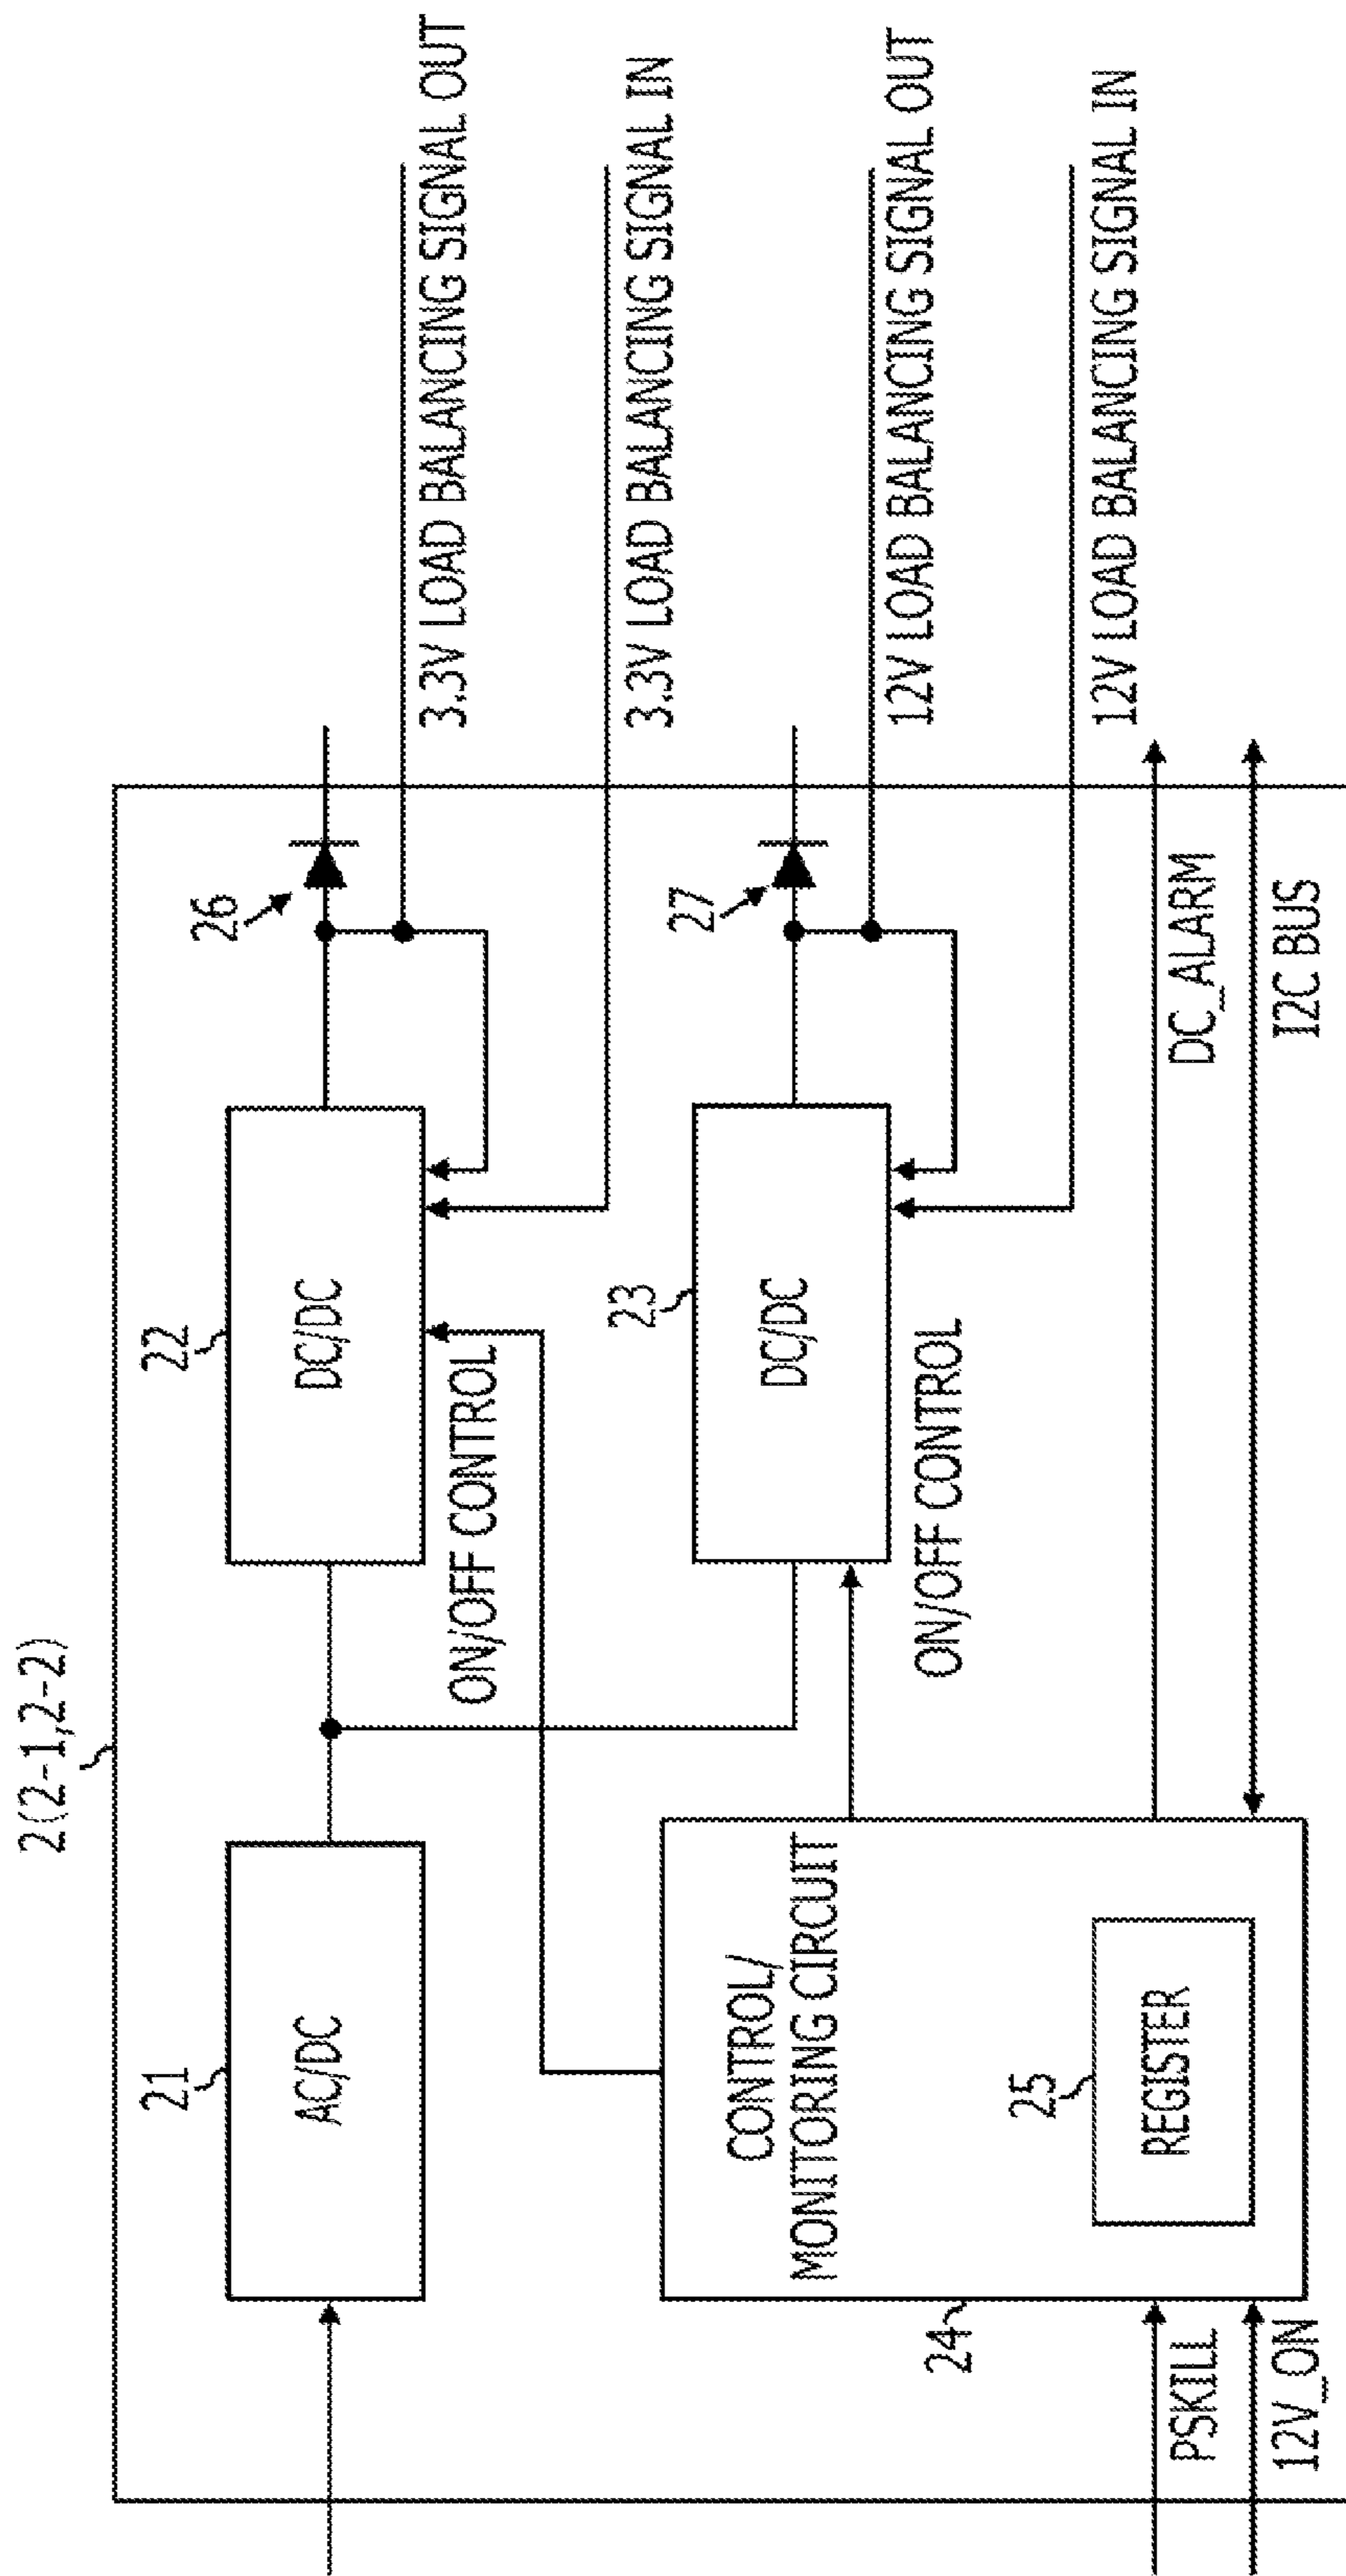 2(2-1,2-2)
21
AC/DC
22
DC/DC
26
3.3V LOAD BALANCING SIGNAL OUT
ON/OFF CONTROL
3.3V LOAD BALANCING SIGNAL IN
23
DC/DC
27
12V LOAD BALANCING SIGNAL OUT
ON/OFF CONTROL
12V LOAD BALANCING SIGNAL IN
24
CONTROL/
MONITORING CIRCUIT
25
REGISTER
PSKILL
DC_ALARM
12V_ON
I2C BUS